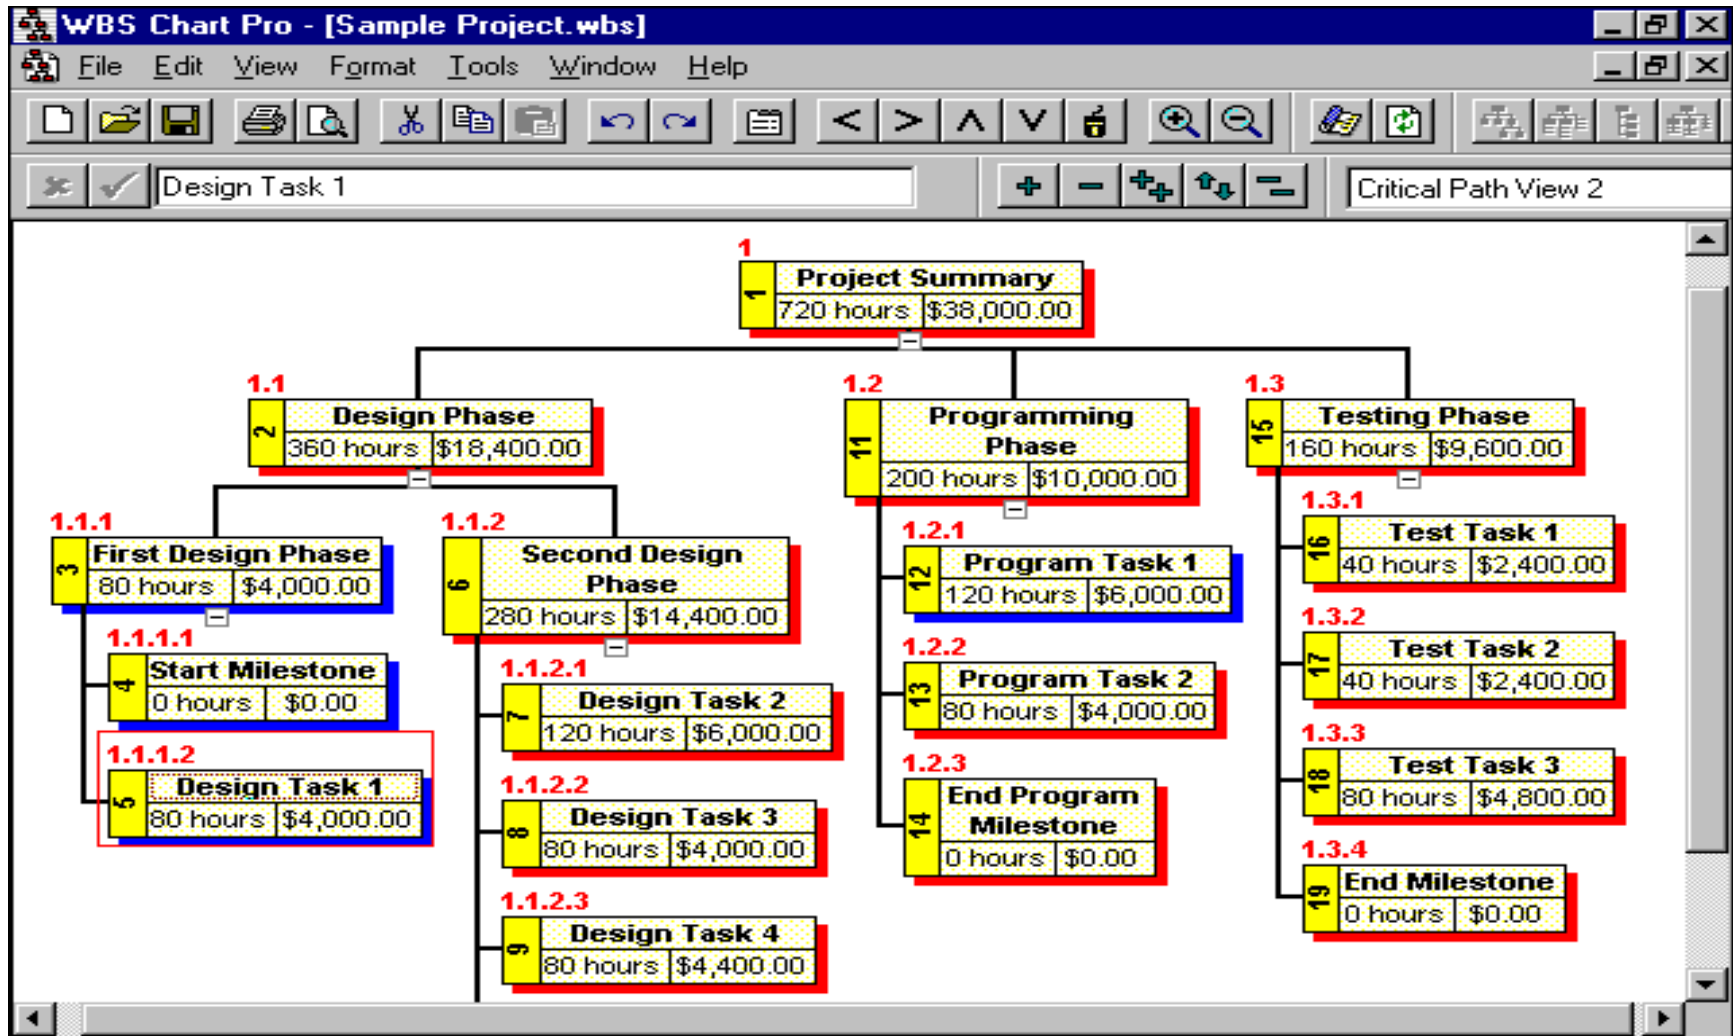 WBS Chart Pro - [Sample Project.wbs]
File Edit View Format Tools Window Help
Design Task 1
Critical Path View 2
1
1
Project Summary
720 hours $38,000.00
1.1
2
Design Phase
360 hours $18,400.00
1.2
11
Programming
Phase
200 hours $10,000.00
1.3
15
Testing Phase
160 hours $9,600.00
1.1.1
3
First Design Phase
80 hours $4,000.00
1.1.1.1
4
Start Milestone
0 hours $0.00
1.1.1.2
5
Design Task 1
80 hours $4,000.00
1.1.2
6
Second Design
Phase
280 hours $14,400.00
1.1.2.1
7
Design Task 2
120 hours $6,000.00
1.1.2.2
8
Design Task 3
80 hours $4,000.00
1.1.2.3
9
Design Task 4
80 hours $4,400.00
1.2.1
12
Program Task 1
120 hours $6,000.00
1.2.2
13
Program Task 2
80 hours $4,000.00
1.2.3
14
End Program
Milestone
0 hours $0.00
1.3.1
16
Test Task 1
40 hours $2,400.00
1.3.2
17
Test Task 2
40 hours $2,400.00
1.3.3
18
Test Task 3
80 hours $4,800.00
1.3.4
19
End Milestone
0 hours $0.00